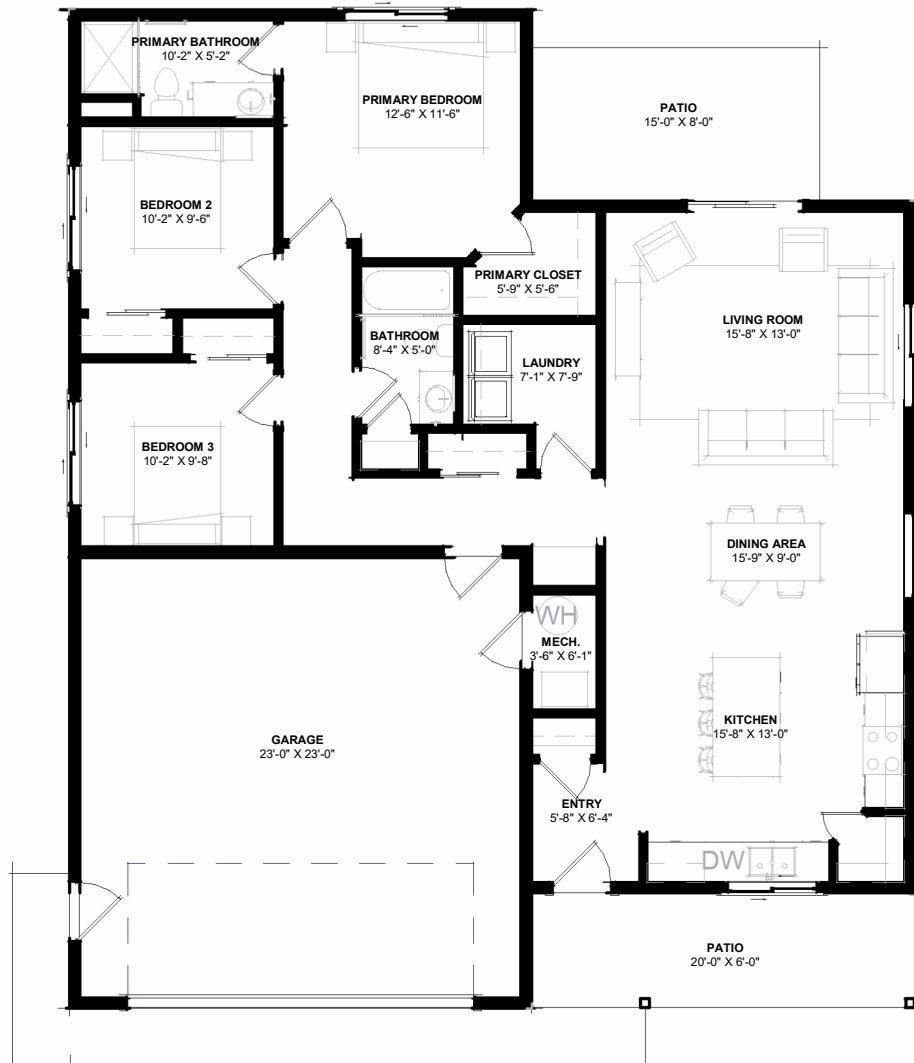 PRIMARY BATHROOM
10'-2" X 5'-2"
PRIMARY BEDROOM
12'-6" X 11'-6"
PATIO
15'-0" X 8'-0"
BEDROOM 2
10'-2" X 9'-6"
PRIMARY CLOSET
5'-9" X 5'-6"
LIVING ROOM
15'-8" X 13'-0"
BATHROOM
8'-4" X 5'-0"
LAUNDRY
7'-1" X 7'-9"
BEDROOM 3
10'-2" X 9'-8"
DINING AREA
15'-9" X 9'-0"
WH
MECH.
3'-6" X 6'-1"
GARAGE
23'-0" X 23'-0"
KITCHEN
15'-8" X 13'-0"
ENTRY
5'-8" X 6'-4"
DW
PATIO
20'-0" X 6'-0"